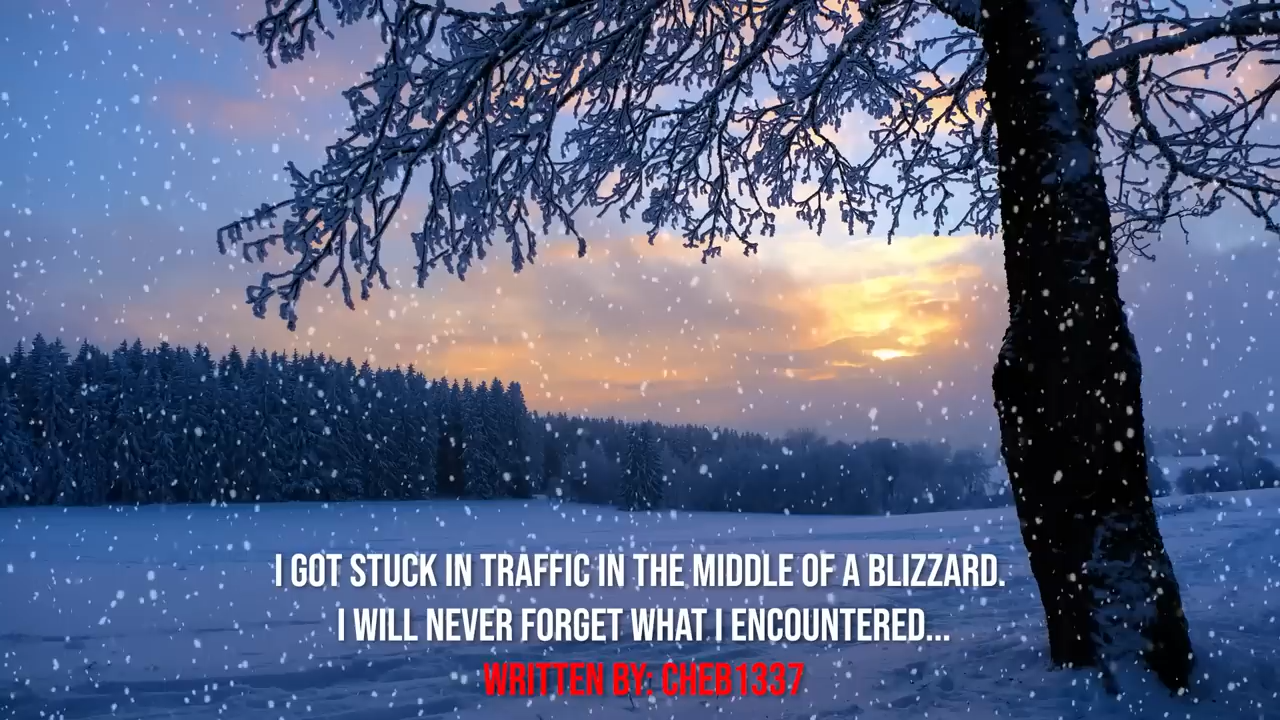 I GOT STUCK IN TRAFFIC IN THE MIDDLE OF A BLIZZARD.
I WILL NEVER FORGET WHAT I ENCOUNTERED...
WRITTEN BY: CHEB1337